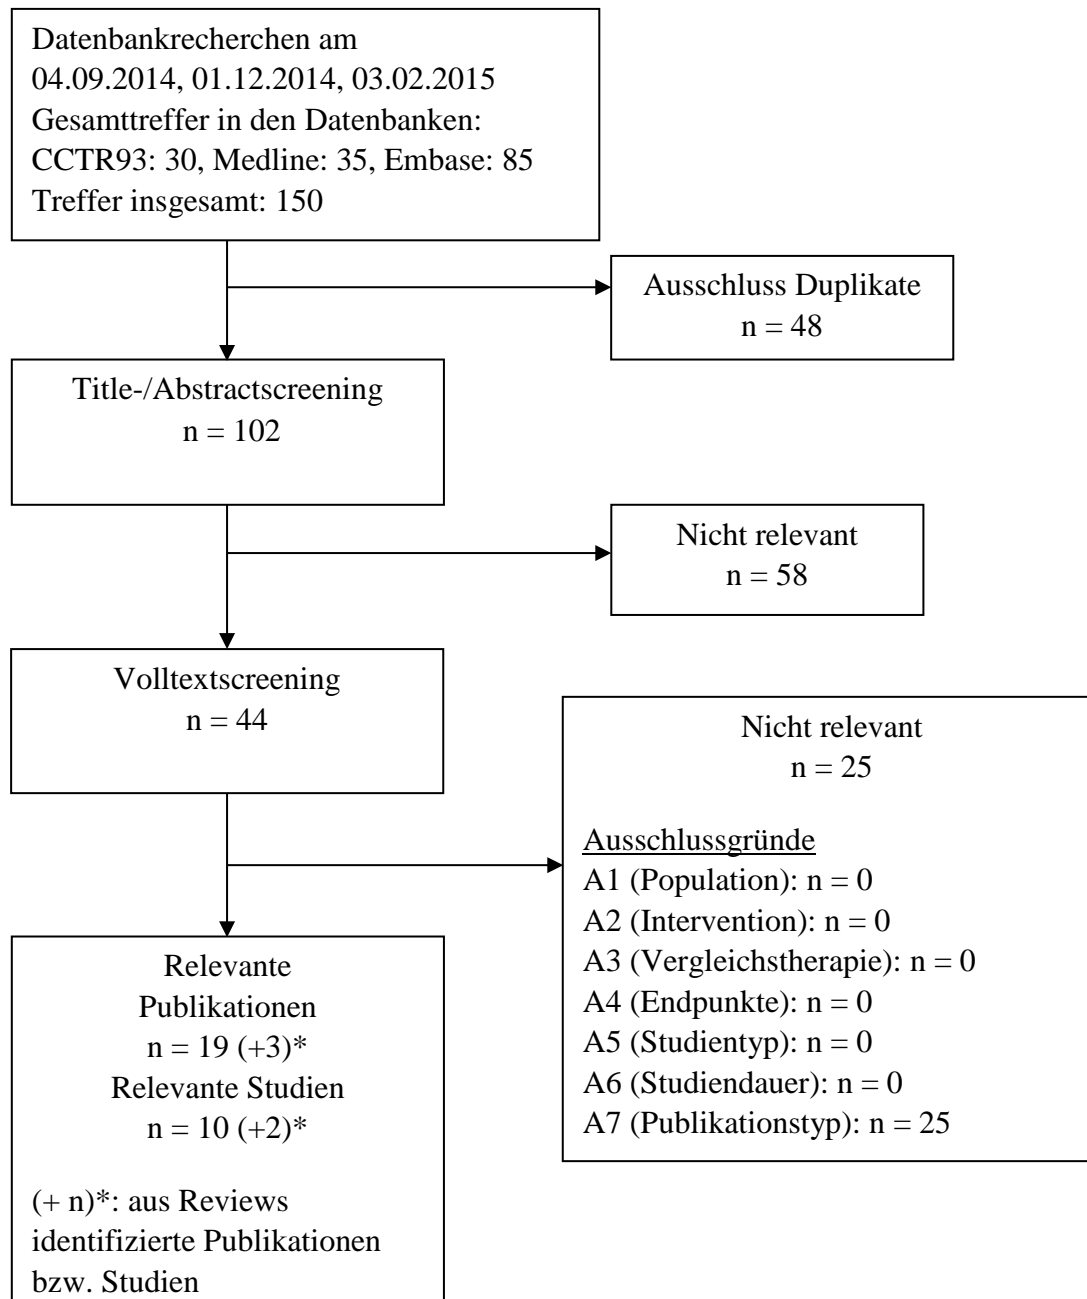 Datenbankrecherchen am
04.09.2014, 01.12.2014, 03.02.2015
Gesamttreffer in den Datenbanken:
CCTR93: 30, Medline: 35, Embase: 85
Treffer insgesamt: 150
Ausschluss Duplikate
n = 48
Title-/Abstractscreening
n = 102
Nicht relevant
n = 58
Volltextscreening
n = 44
Nicht relevant
n = 25
Ausschlussgründe
A1 (Population): n = 0
A2 (Intervention): n = 0
A3 (Vergleichstherapie): n = 0
A4 (Endpunkte): n = 0
A5 (Studientyp): n = 0
A6 (Studiendauer): n = 0
A7 (Publikationstyp): n = 25
Relevante
Publikationen
n = 19 (+3)*
Relevante Studien
n = 10 (+2)*
(+ n)*: aus Reviews
identifizierte Publikationen
bzw. Studien